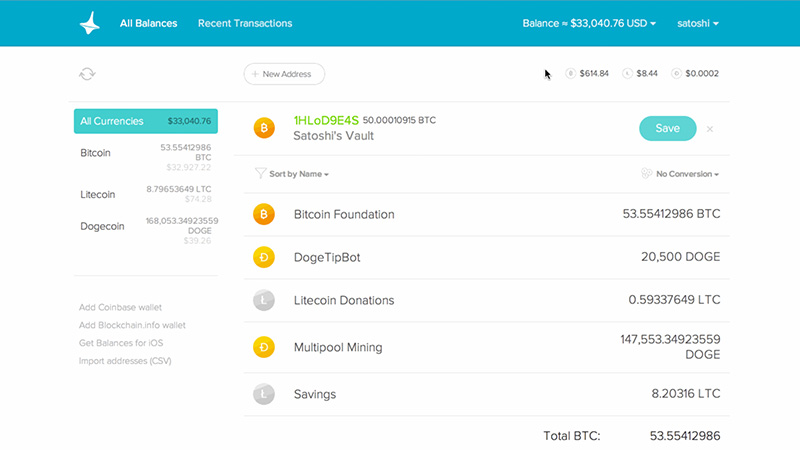 All Balances
Recent Transactions
Balance ≈ $33,040.76 USD
satoshi
New Address
$614.84
$8.44
$0.0002
All Currencies
$33,040.76
Bitcoin
53.55412986
BTC
$32,927.22
Litecoin
8.79653649 LTC
$74.28
Dogecoin
168,053.34923559
DOGE
$39.26
Add Coinbase wallet
Add Blockchain.info wallet
Get Balances for iOS
Import addresses (CSV)
1HLoD9E4S 50.00010915 BTC
Satoshi's Vault
Save
Sort by Name
No Conversion
Bitcoin Foundation
53.55412986 BTC
DogeTipBot
20,500 DOGE
Litecoin Donations
0.59337649 LTC
Multipool Mining
147,553.34923559
DOGE
Savings
8.20316 LTC
Total BTC:
53.55412986